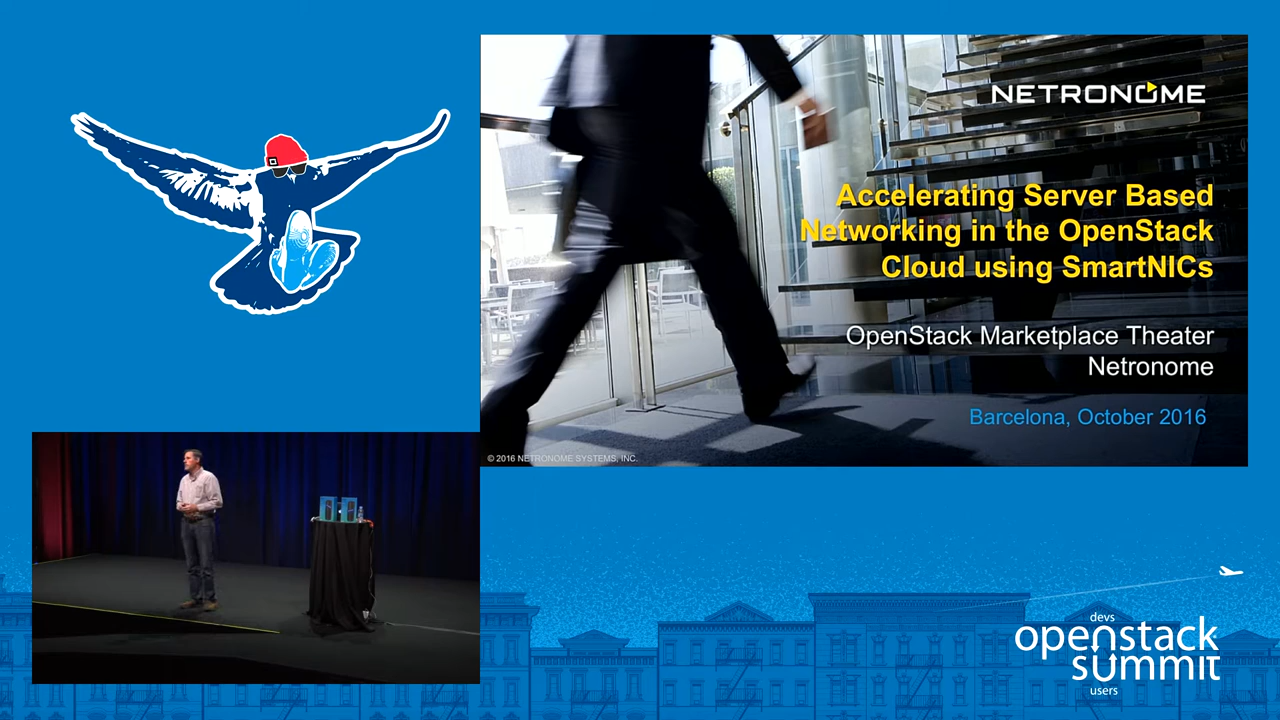 NETRONOME
Accelerating Server Based
Networking in the OpenStack
Cloud using SmartNICs
OpenStack Marketplace Theater
Netronome
Barcelona, October 2016
© 2016 NETRONOME SYSTEMS, INC.
devs
openstack
summit
users